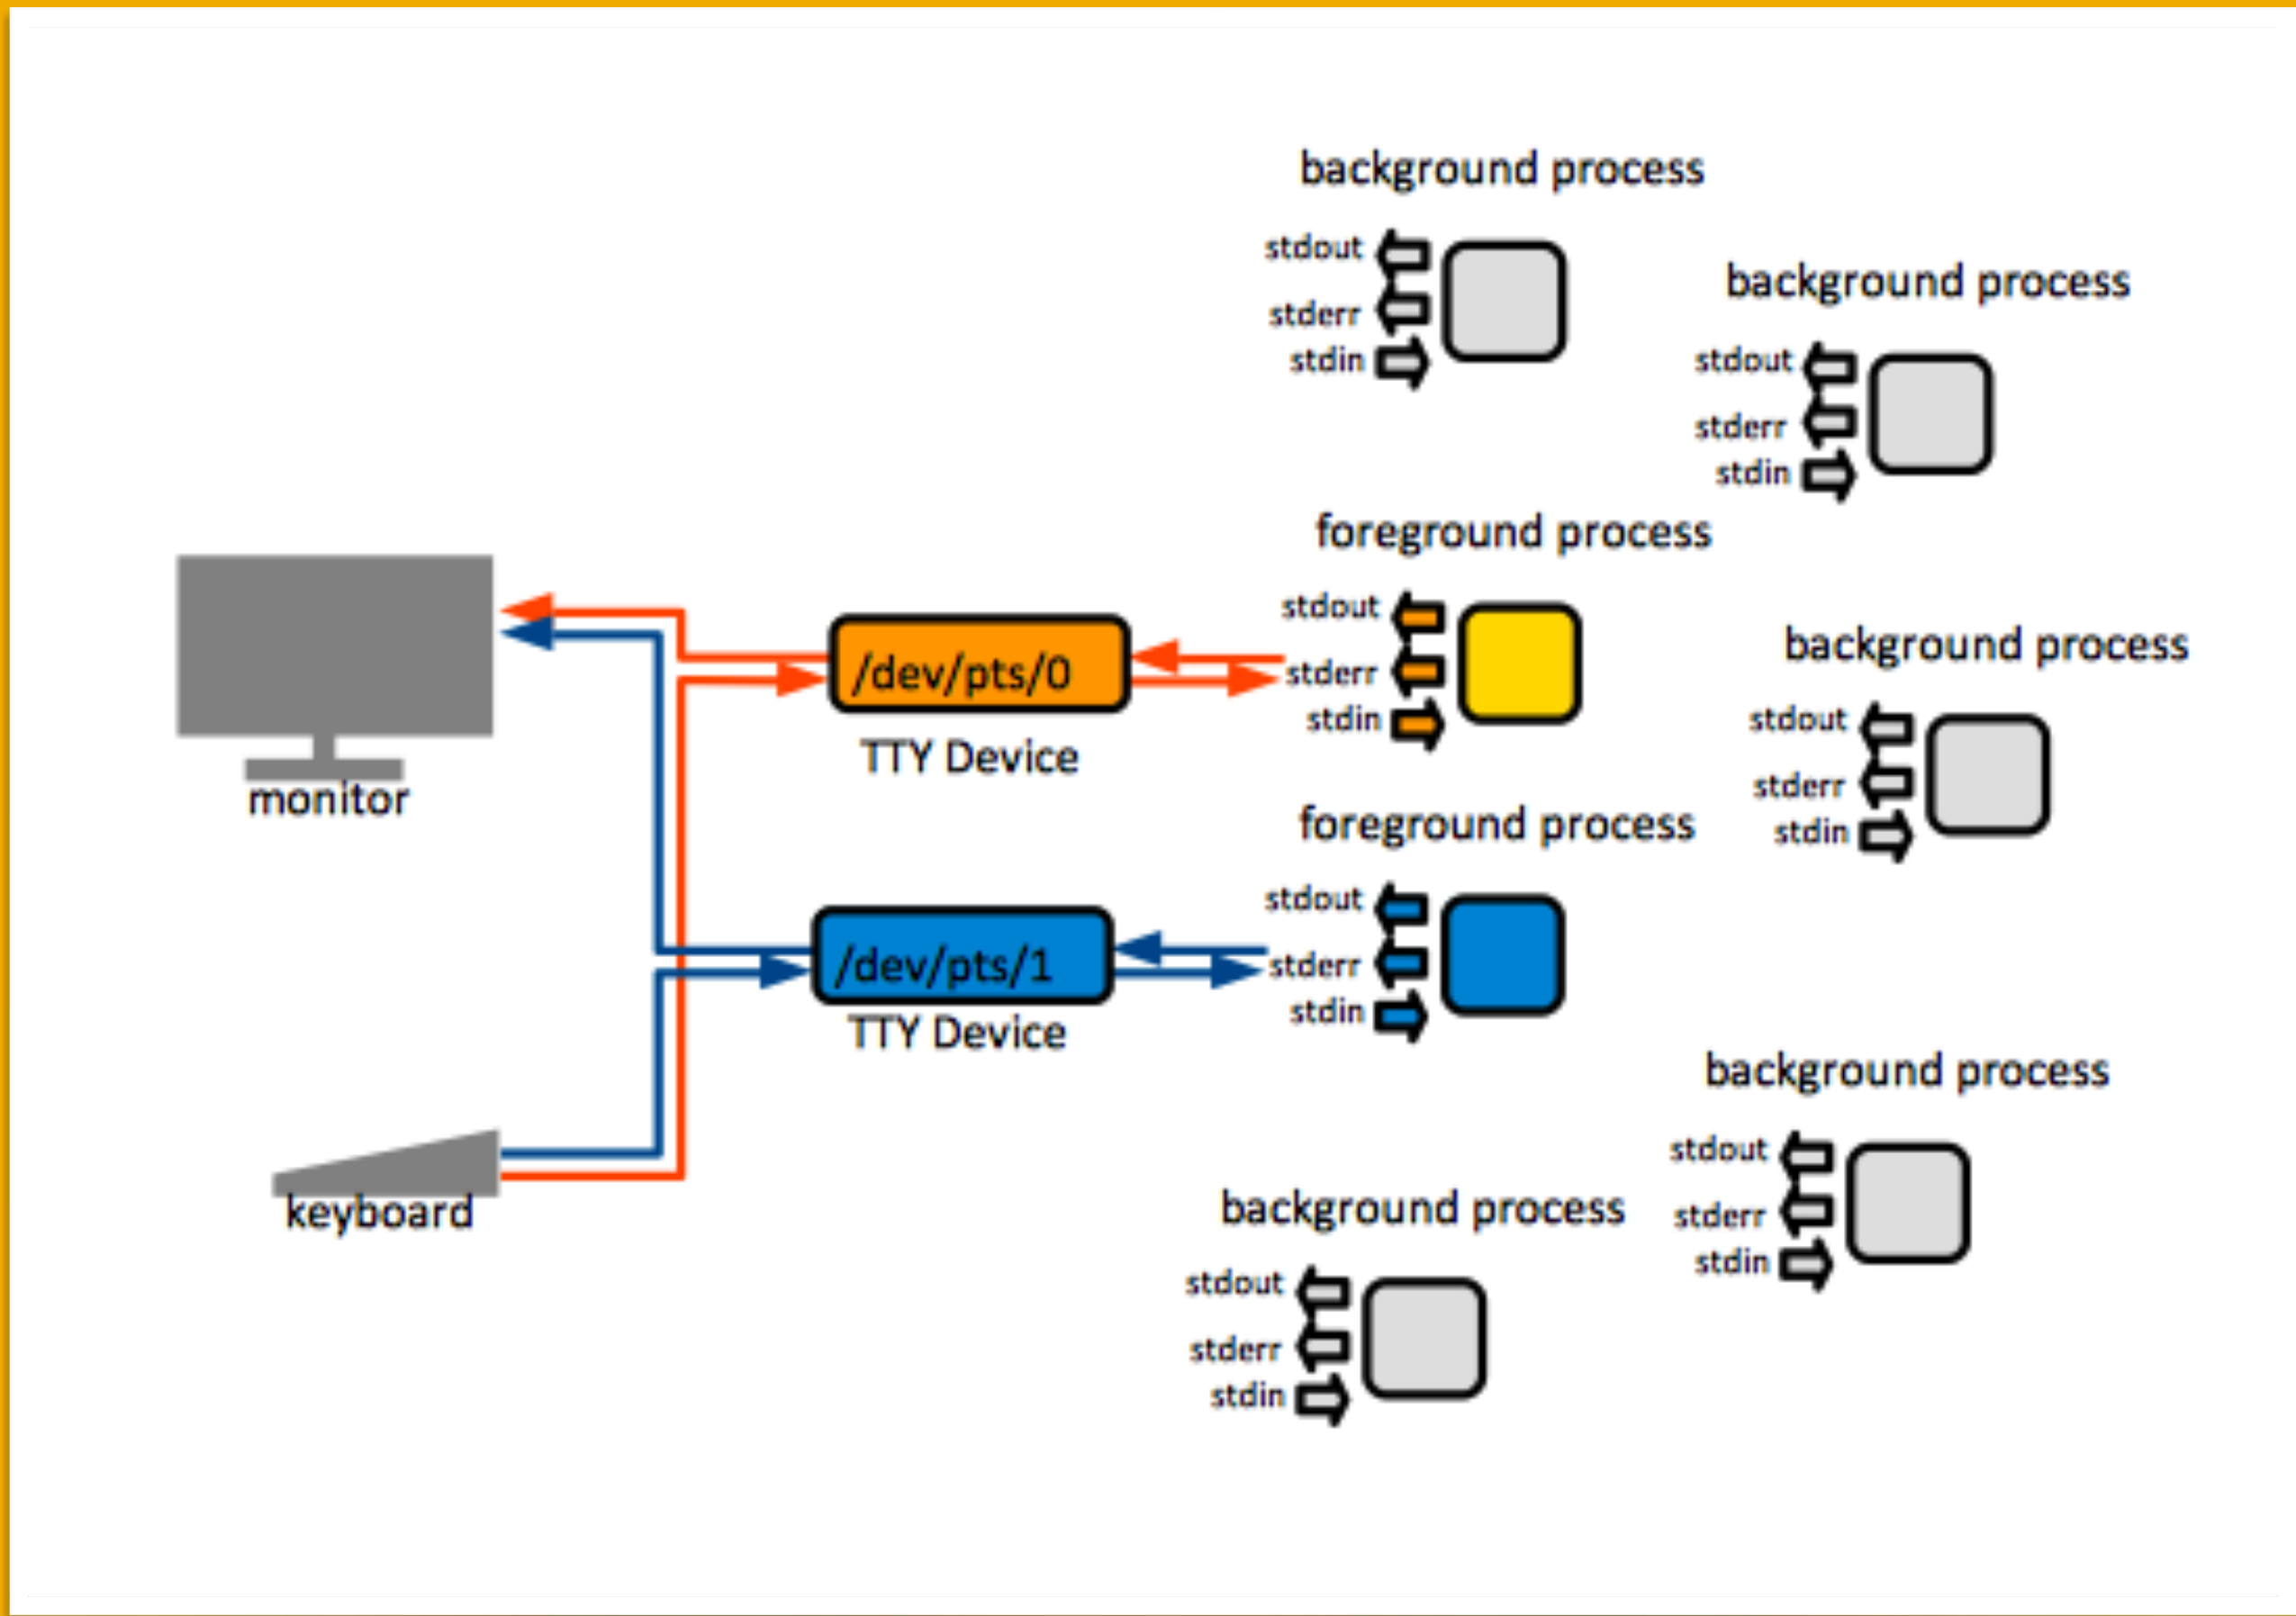 background process
stdout
stderr
stdin
background process
stdout
stderr
stdin
foreground process
stdout
stderr
stdin
background process
stdout
stderr
stdin
monitor
/dev/pts/0
TTY Device
foreground process
stdout
stderr
stdin
/dev/pts/1
TTY Device
background process
stdout
stderr
stdin
keyboard
background process
stdout
stderr
stdin